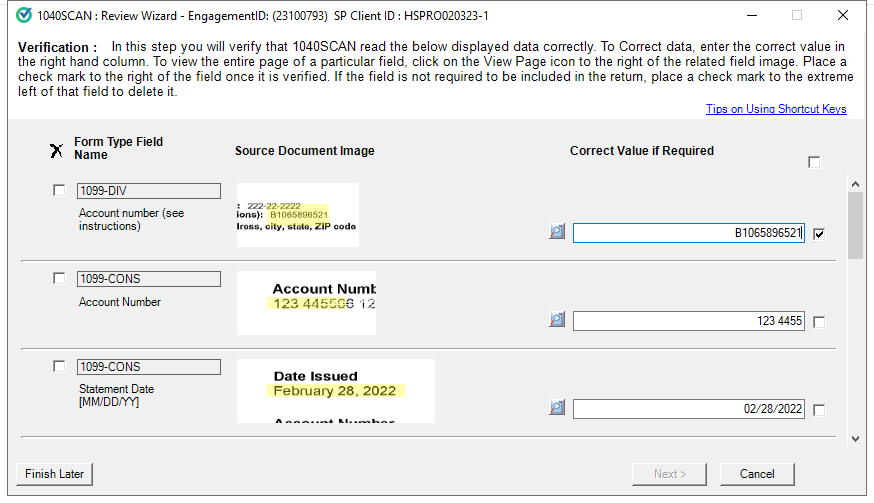 1040SCAN : Review Wizard - EngagementID: (23100793)  SP Client ID : HSPRO020323-1
Verification :  In this step you will verify that 1040SCAN read the below displayed data correctly. To Correct data, enter the correct value in
the right hand column. To view the entire page of a particular field, click on the View Page icon to the right of the related field image. Place a
check mark to the right of the field once it is verified. If the field is not required to be included in the return, place a check mark to the extreme
left of that field to delete it.
Tips on Using Shortcut Keys
X Form Type Field
Name
Source Document Image
Correct Value if Required
1099-DIV
Account number (see
instructions)
: 222-22-2222
ions): B1065896521
lross, city, state, ZIP code
B1065896521
1099-CONS
Account Number
Account Numb
123 445506 12
123 4455
1099-CONS
Statement Date
[MM/DD/YY]
Date Issued
February 28, 2022
Account Number
02/28/2022
Finish Later
Next >
Cancel